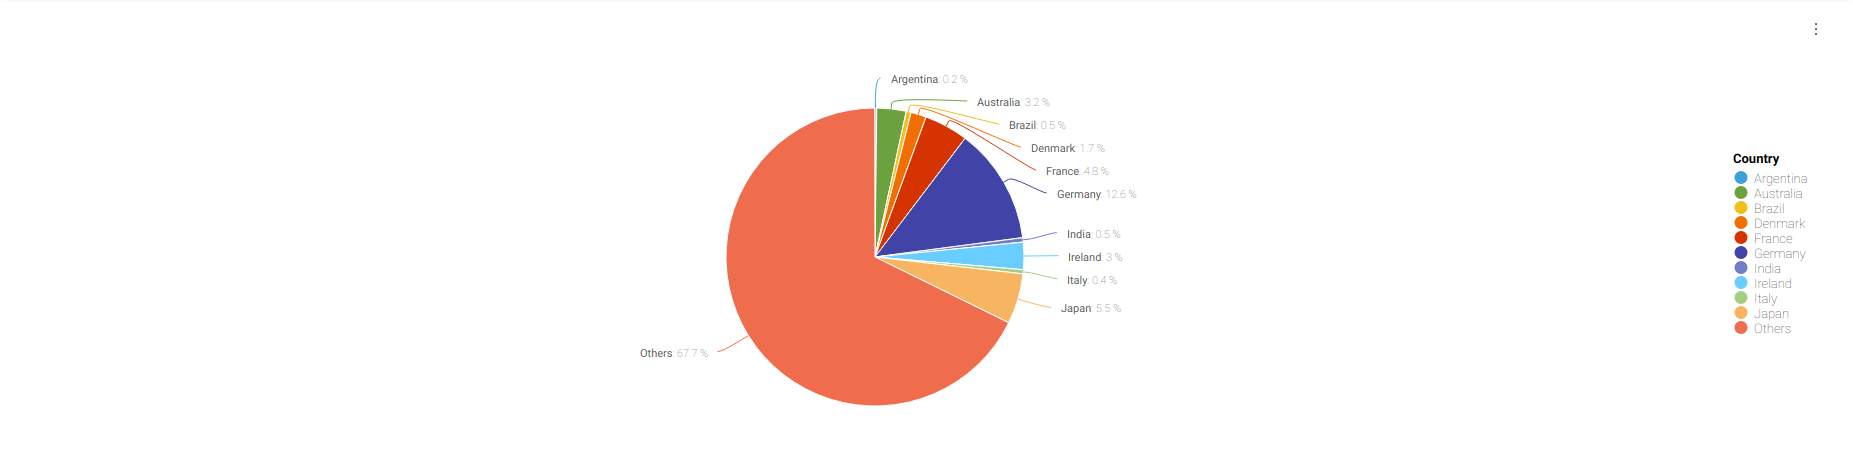 Argentina: 0.2 %
Australia: 3.2 %
Brazil: 0.5 %
Denmark: 1.7 %
France: 4.8 %
Germany: 12.6 %
India: 0.5 %
Ireland: 3 %
Italy: 0.4 %
Japan: 5.5 %
Others: 67.7 %
Country
Argentina
Australia
Brazil
Denmark
France
Germany
India
Ireland
Italy
Japan
Others